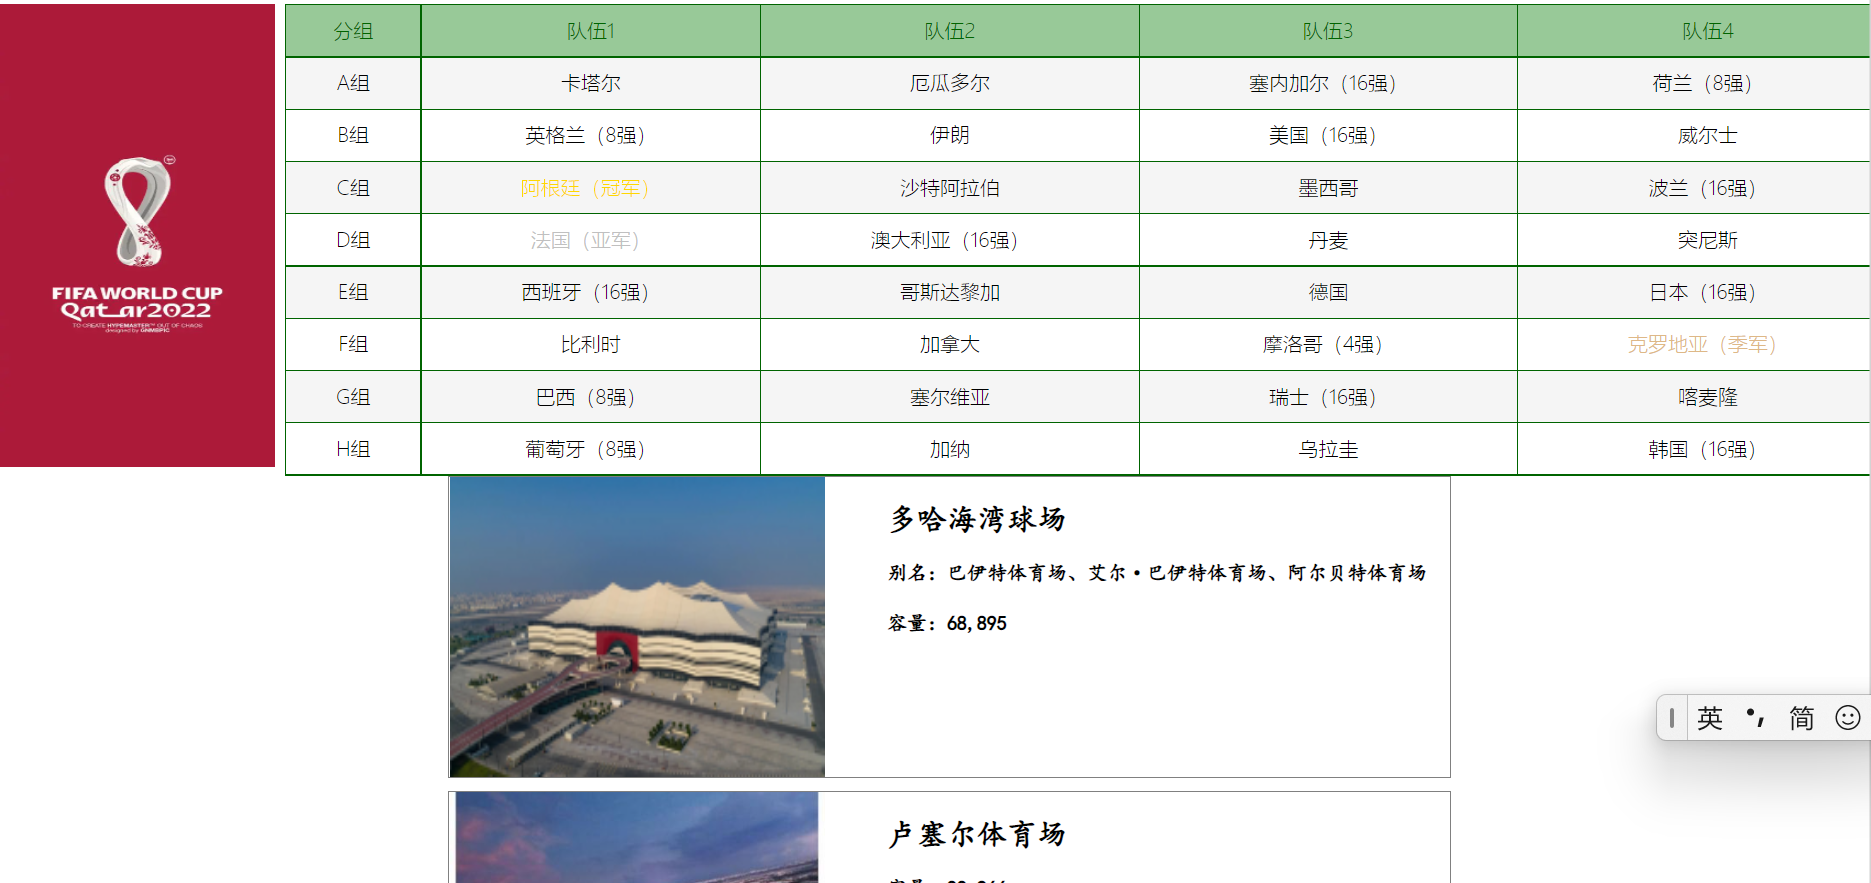 FIFA WORLD CUP
Qatar2022
TO CREATE HYPEMASTER™ OUT OF CHAOS
分组 队伍1 队伍2 队伍3 队伍4
A组 卡塔尔 厄瓜多尔 塞内加尔（16强） 荷兰（8强）
B组 英格兰（8强） 伊朗 美国（16强） 威尔士
C组 阿根廷（冠军） 沙特阿拉伯 墨西哥 波兰（16强）
D组 法国（亚军） 澳大利亚（16强） 丹麦 突尼斯
E组 西班牙（16强） 哥斯达黎加 德国 日本（16强）
F组 比利时 加拿大 摩洛哥（4强） 克罗地亚（季军）
G组 巴西（8强） 塞尔维亚 瑞士（16强） 喀麦隆
H组 葡萄牙（8强） 加纳 乌拉圭 韩国（16强）
多哈海湾球场
别名：巴伊特体育场、艾尔·巴伊特体育场、阿尔贝特体育场
容量：68,895
英 •, 简
卢塞尔体育场